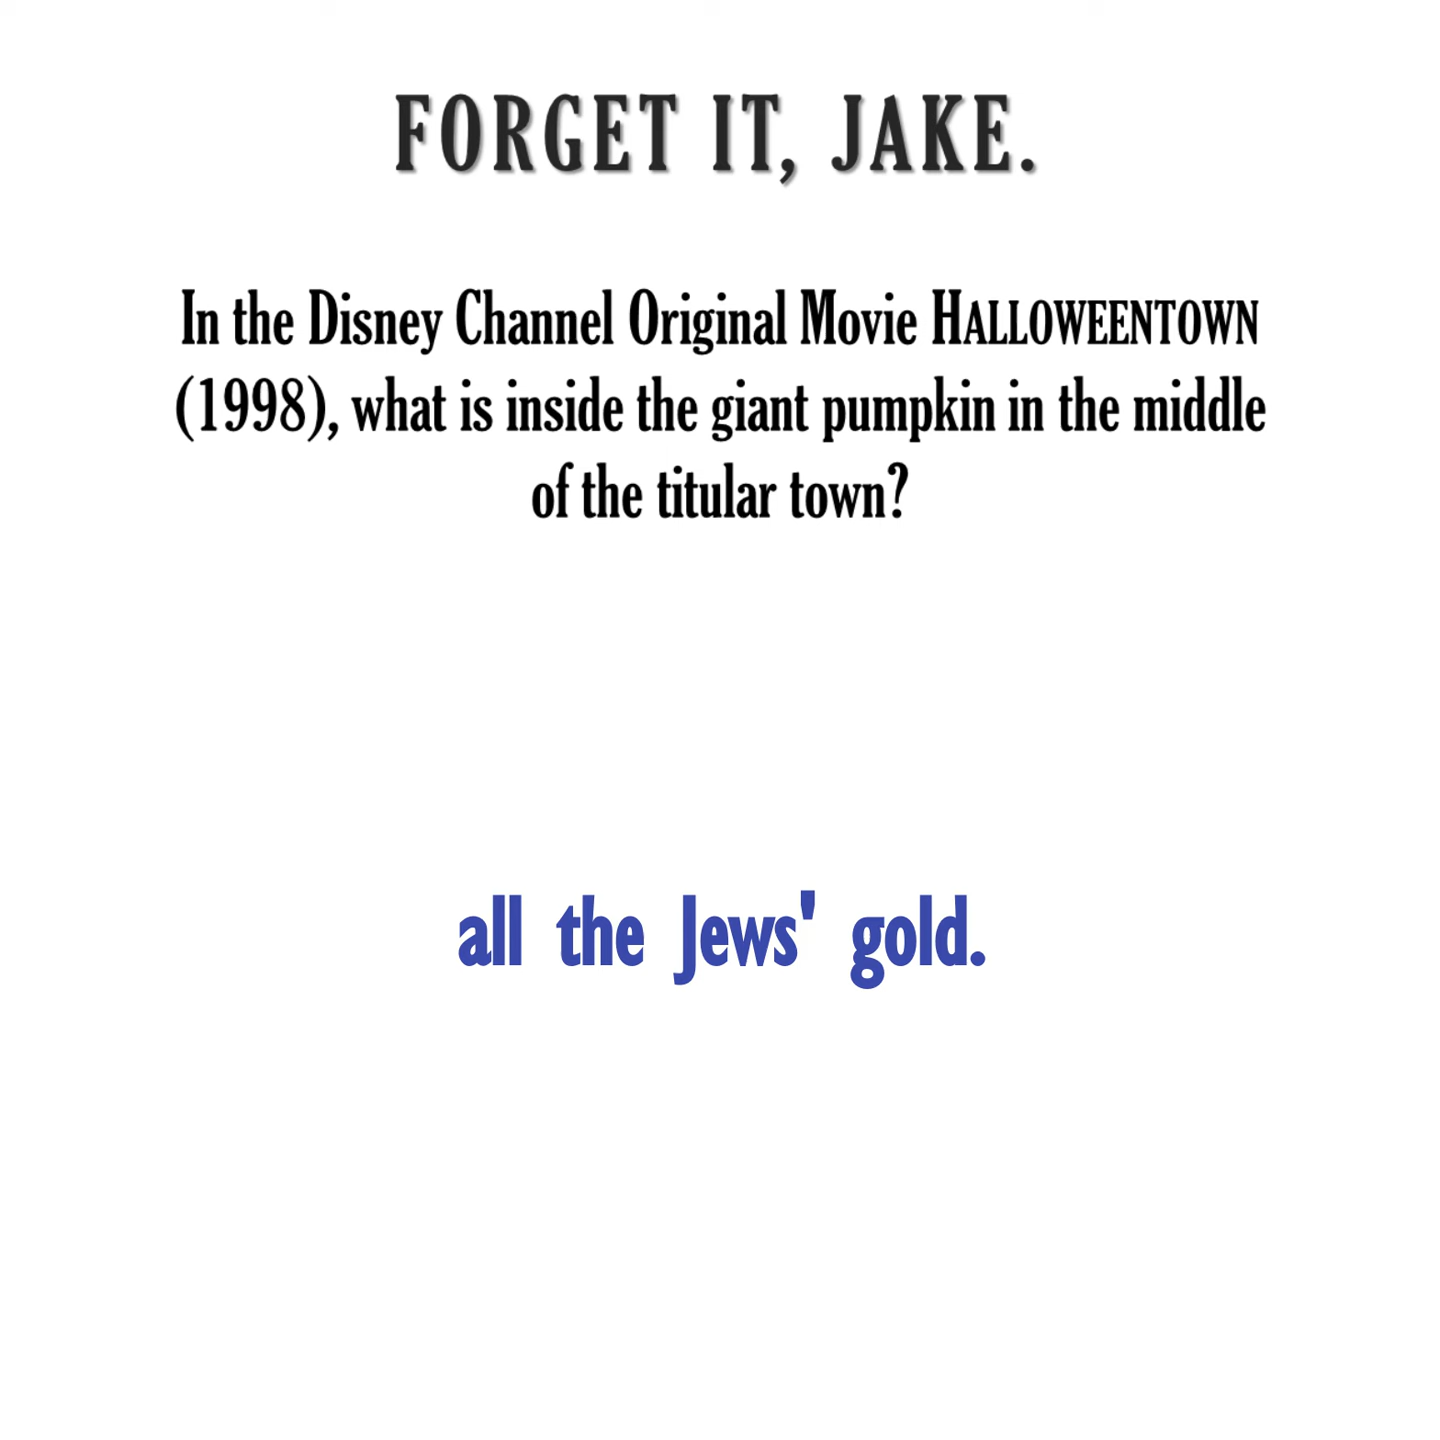 FORGET IT, JAKE.
In the Disney Channel Original Movie HALLOWEENTOWN
(1998), what is inside the giant pumpkin in the middle
of the titular town?
all the Jews' gold.